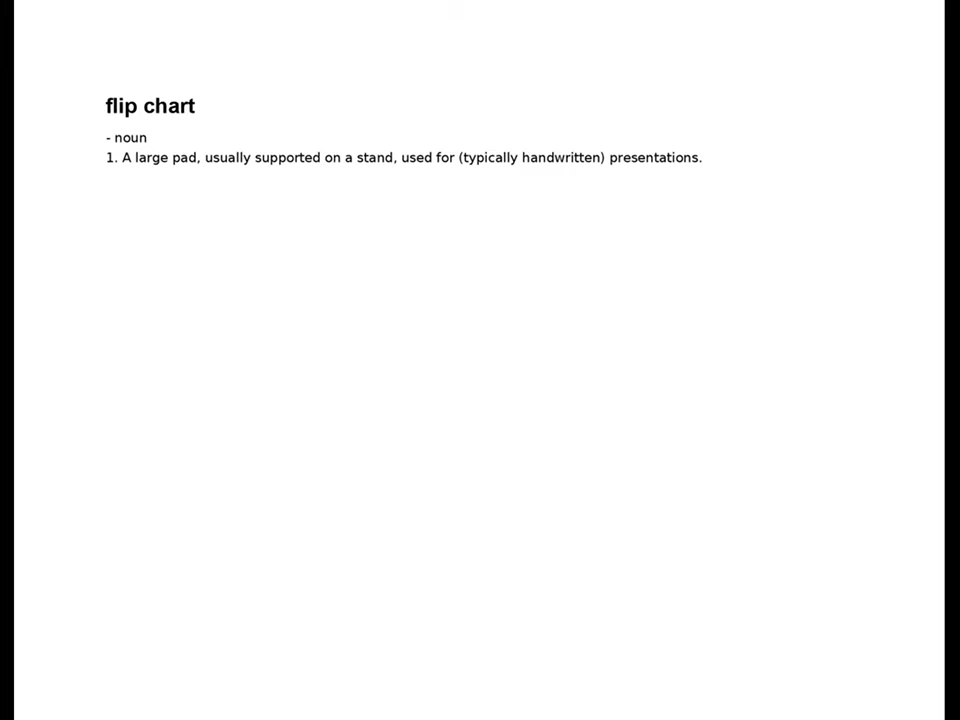 flip chart
- noun
1. A large pad, usually supported on a stand, used for (typically handwritten) presentations.